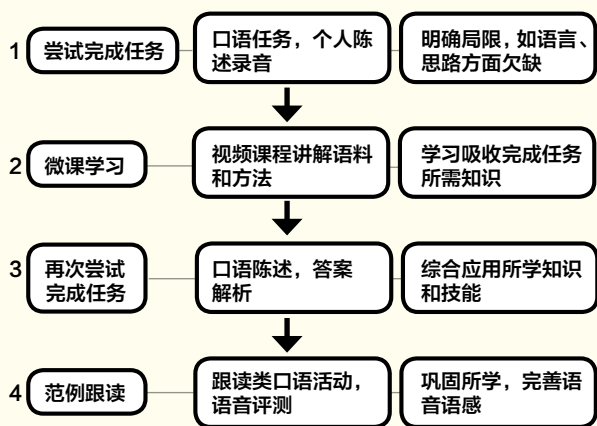 1 尝试完成任务
口语任务，个人陈
述录音
明确局限，如语言、
思路方面欠缺
2 微课学习
视频课程讲解语料
和方法
学习吸收完成任务
所需知识
3 再次尝试
完成任务
口语陈述，答案
解析
综合应用所学知识
和技能
4 范例跟读
跟读类口语活动，
语音评测
巩固所学，完善语
音语感